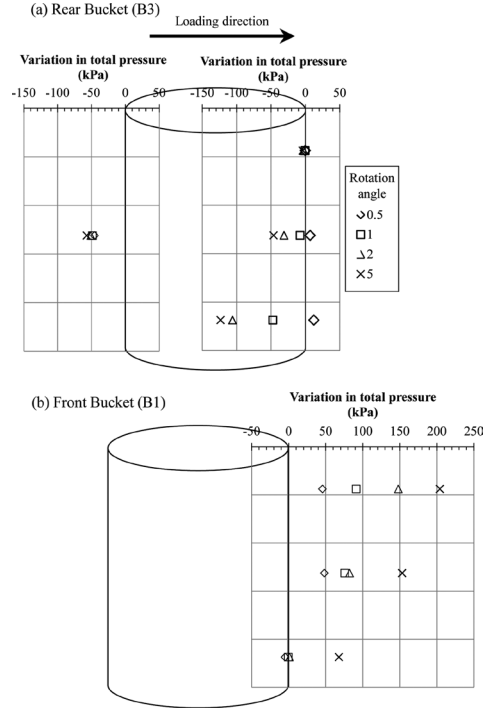 (a) Rear Bucket (B3)
Loading direction
Variation in total pressure
(kPa)
Variation in total pressure
(kPa)
-150 -100 -50 0 50
-150 -100 -50 0 50
Rotation
angle
0.5
1
2
5
(b) Front Bucket (B1)
Variation in total pressure
(kPa)
-50 0 50 100 150 200 250